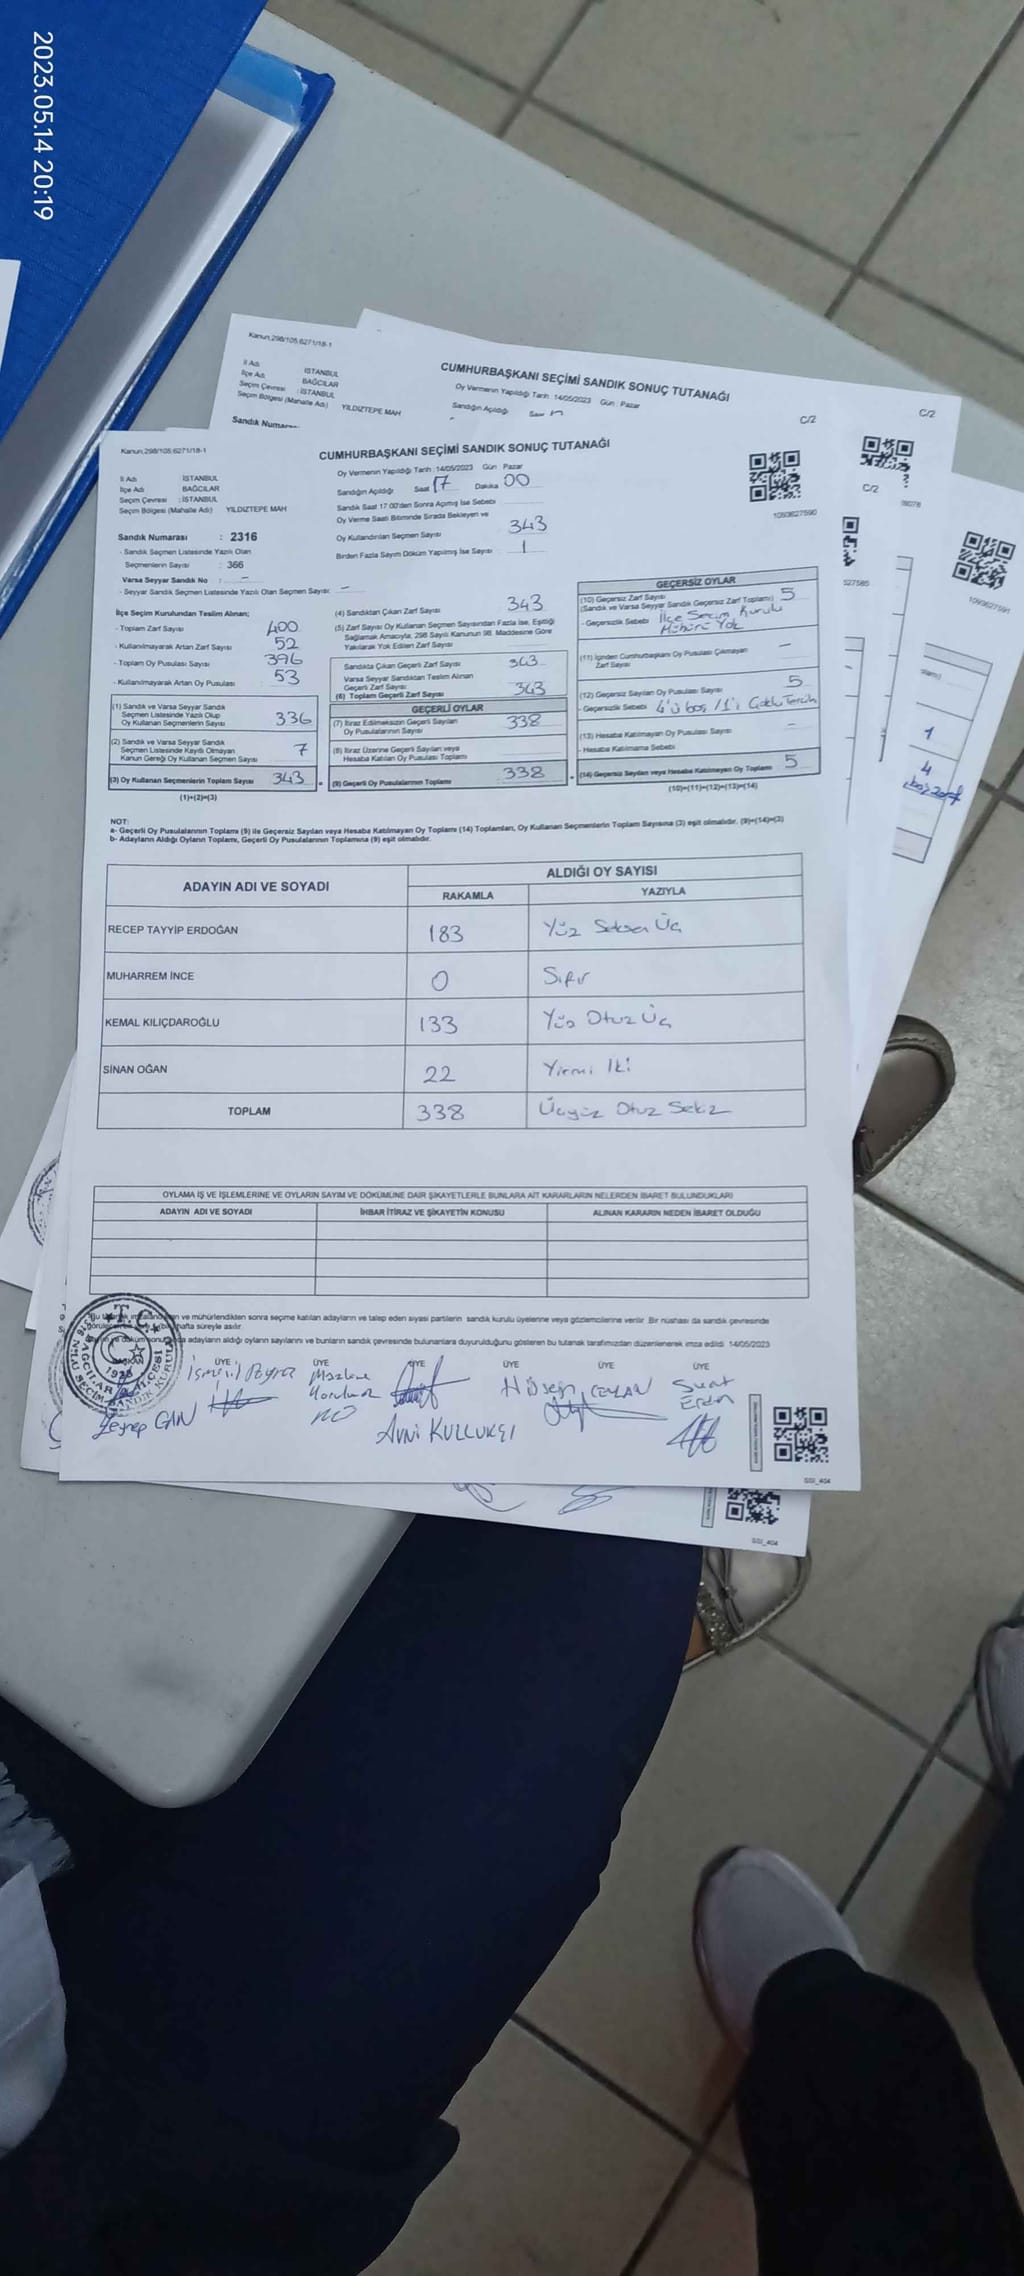 2023.05.14 20:19
Kanun;298/105;6271/18-1
CUMHURBAŞKANI SEÇİMİ SANDIK SONUÇ TUTANAĞI
C/2
İl Adı İSTANBUL
İlçe Adı BAĞCILAR
Seçim Çevresi : İSTANBUL
Seçim Bölgesi (Mahalle Adı) YILDIZTEPE MAH
Oy Vermenin Yapıldığı Tarih 14/05/2023 Gün Pazar
Sandığın Açıldığı
Sandık Numarası
C/2
Kanun;298/105;6271/18-1
CUMHURBAŞKANI SEÇİMİ SANDIK SONUÇ TUTANAĞI
C/2
1050627590
İl Adı İSTANBUL
İlçe Adı BAĞCILAR
Seçim Çevresi : İSTANBUL
Seçim Bölgesi (Mahalle Adı) YILDIZTEPE MAH
Oy Vermenin Yapıldığı Tarih :14/05/2023 Gün Pazar
Sandığın Açıldığı Saat 17 Dakika 00
Sandık Saat 17:00'den Sonra Açımış İse Sebebi
Oy Verme Saati Bitiminde Sırada Bekleyen ve
Oy Kullandırılan Seçmen Sayısı 343
Birden Fazla Sayım Döküm Yapılmış İse Sayısı 1
Sandık Numarası : 2316
- Sandık Seçmen Listesinde Yazılı Olan
Seçmenlerin Sayısı : 366
Varsa Seyyar Sandık No : -
- Seyyar Sandık Seçmen Listesinde Yazılı Olan Seçmen Sayısı: -
İlçe Seçim Kurulundan Teslim Alınan;
- Toplam Zarf Sayısı 400
- Kullanılmayarak Artan Zarf Sayısı 52
- Toplam Oy Pusulası Sayısı 396
- Kullanılmayarak Artan Oy Pusulası 53
(1) Sandık ve Varsa Seyyar Sandık
Seçmen Listesinde Yazılı Olup
Oy Kullanan Seçmenlerin Sayısı 336
(2) Sandık ve Varsa Seyyar Sandık
Seçmen Listesinde Kayıtlı Olmayan
Kanun Gereği Oy Kullanan Seçmen Sayısı 7
(3) Oy Kullanan Seçmenlerin Toplam Sayısı 343
(1)+(2)=(3)
(4) Sandıktan Çıkan Zarf Sayısı 343
(5) Zarf Sayısı Oy Kullanan Seçmen Sayısından Fazla İse, Eşitliği
Sağlamak Amacıyla, 298 Sayılı Kanunun 98. Maddesine Göre
Yakılarak Yok Edilen Zarf Sayısı
Sandıkta Çıkan Geçerli Zarf Sayısı 343
Varsa Seyyar Sandıktan Teslim Alınan
Geçerli Zarf Sayısı
(6) Toplam Geçerli Zarf Sayısı 343
GEÇERLİ OYLAR
(7) İtiraz Edilmeksizin Geçerli Sayılan
Oy Pusulalarının Sayısı 338
(8) İtiraz Üzerine Geçerli Sayılan veya
Hesaba Katılan Oy Pusulası Toplamı
(9) Geçerli Oy Pusulalarının Toplamı 338
GEÇERSİZ OYLAR
(10) Geçersiz Zarf Sayısı
(Sandık ve Varsa Seyyar Sandık Geçersiz Zarf Toplamı) 5
- Geçersizlik Sebebi İlçe Seçim Kurulu
Mührü Yok
(11) İçinden Cumhurbaşkanı Oy Pusulası Çıkmayan
Zarf Sayısı -
(12) Geçersiz Sayılan Oy Pusulası Sayısı 5
- Geçersizlik Sebebi 4'ü boş / 1'i Çoklu Tercih
(13) Hesaba Katılmayan Oy Pusulası Sayısı -
- Hesaba Katılmama Sebebi
(14) Geçersiz Sayılan veya Hesaba Katılmayan Oy Toplamı 5
(10)+(11)+(12)+(13)=(14)
NOT:
a- Geçerli Oy Pusulalarının Toplamı (9) ile Geçersiz Sayılan veya Hesaba Katılmayan Oy Toplamı (14) Toplamları, Oy Kullanan Seçmenlerin Toplam Sayısına (3) eşit olmalıdır. (9)+(14)=(3)
b- Adayların Aldığı Oyların Toplamı, Geçerli Oy Pusulalarının Toplamına (9) eşit olmalıdır.
ADAYIN ADI VE SOYADI ALDIĞI OY SAYISI
RAKAMLA YAZIYLA
RECEP TAYYİP ERDOĞAN 183 Yüz Seksen Üç
MUHARREM İNCE 0 Sıfır
KEMAL KILIÇDAROĞLU 133 Yüz Otuz Üç
SİNAN OĞAN 22 Yirmi İki
TOPLAM 338 Üçyüz Otuz Sekiz
OYLAMA İŞ VE İŞLEMLERİNE VE OYLARIN SAYIM VE DÖKÜMÜNE DAİR ŞİKAYETLERLE BUNLARA AİT KARARLARIN NELERDEN İBARET BULUNDUKLARI
ADAYIN ADI VE SOYADI İHBAR İTİRAZ VE ŞİKAYETİN KONUSU ALINAN KARARIN NEDEN İBARET OLDUĞU
ve mühürlendikten sonra seçime katılan adayların ve talep eden siyasi partilerin sandık kurulu üyelerine veya gözlemcilerine verilir. Bir nüshası da sandık çevresinde
hafta süreyle asılır.
adayların aldığı oyların sayılarını ve bunların sandık çevresinde bulunanlara duyurulduğunu gösteren bu tutanak tarafımızdan düzenlenerek imza edildi. 14/05/2023
T.C.
BAŞKAN ÜYE ÜYE ÜYE ÜYE ÜYE ÜYE
Zeynep CAN
Avni KULLUKÇI
Hüseyin CEYLAN
Suat
Erdem
SSI_404
SSI_404
1050627591
1
4
boş zarf